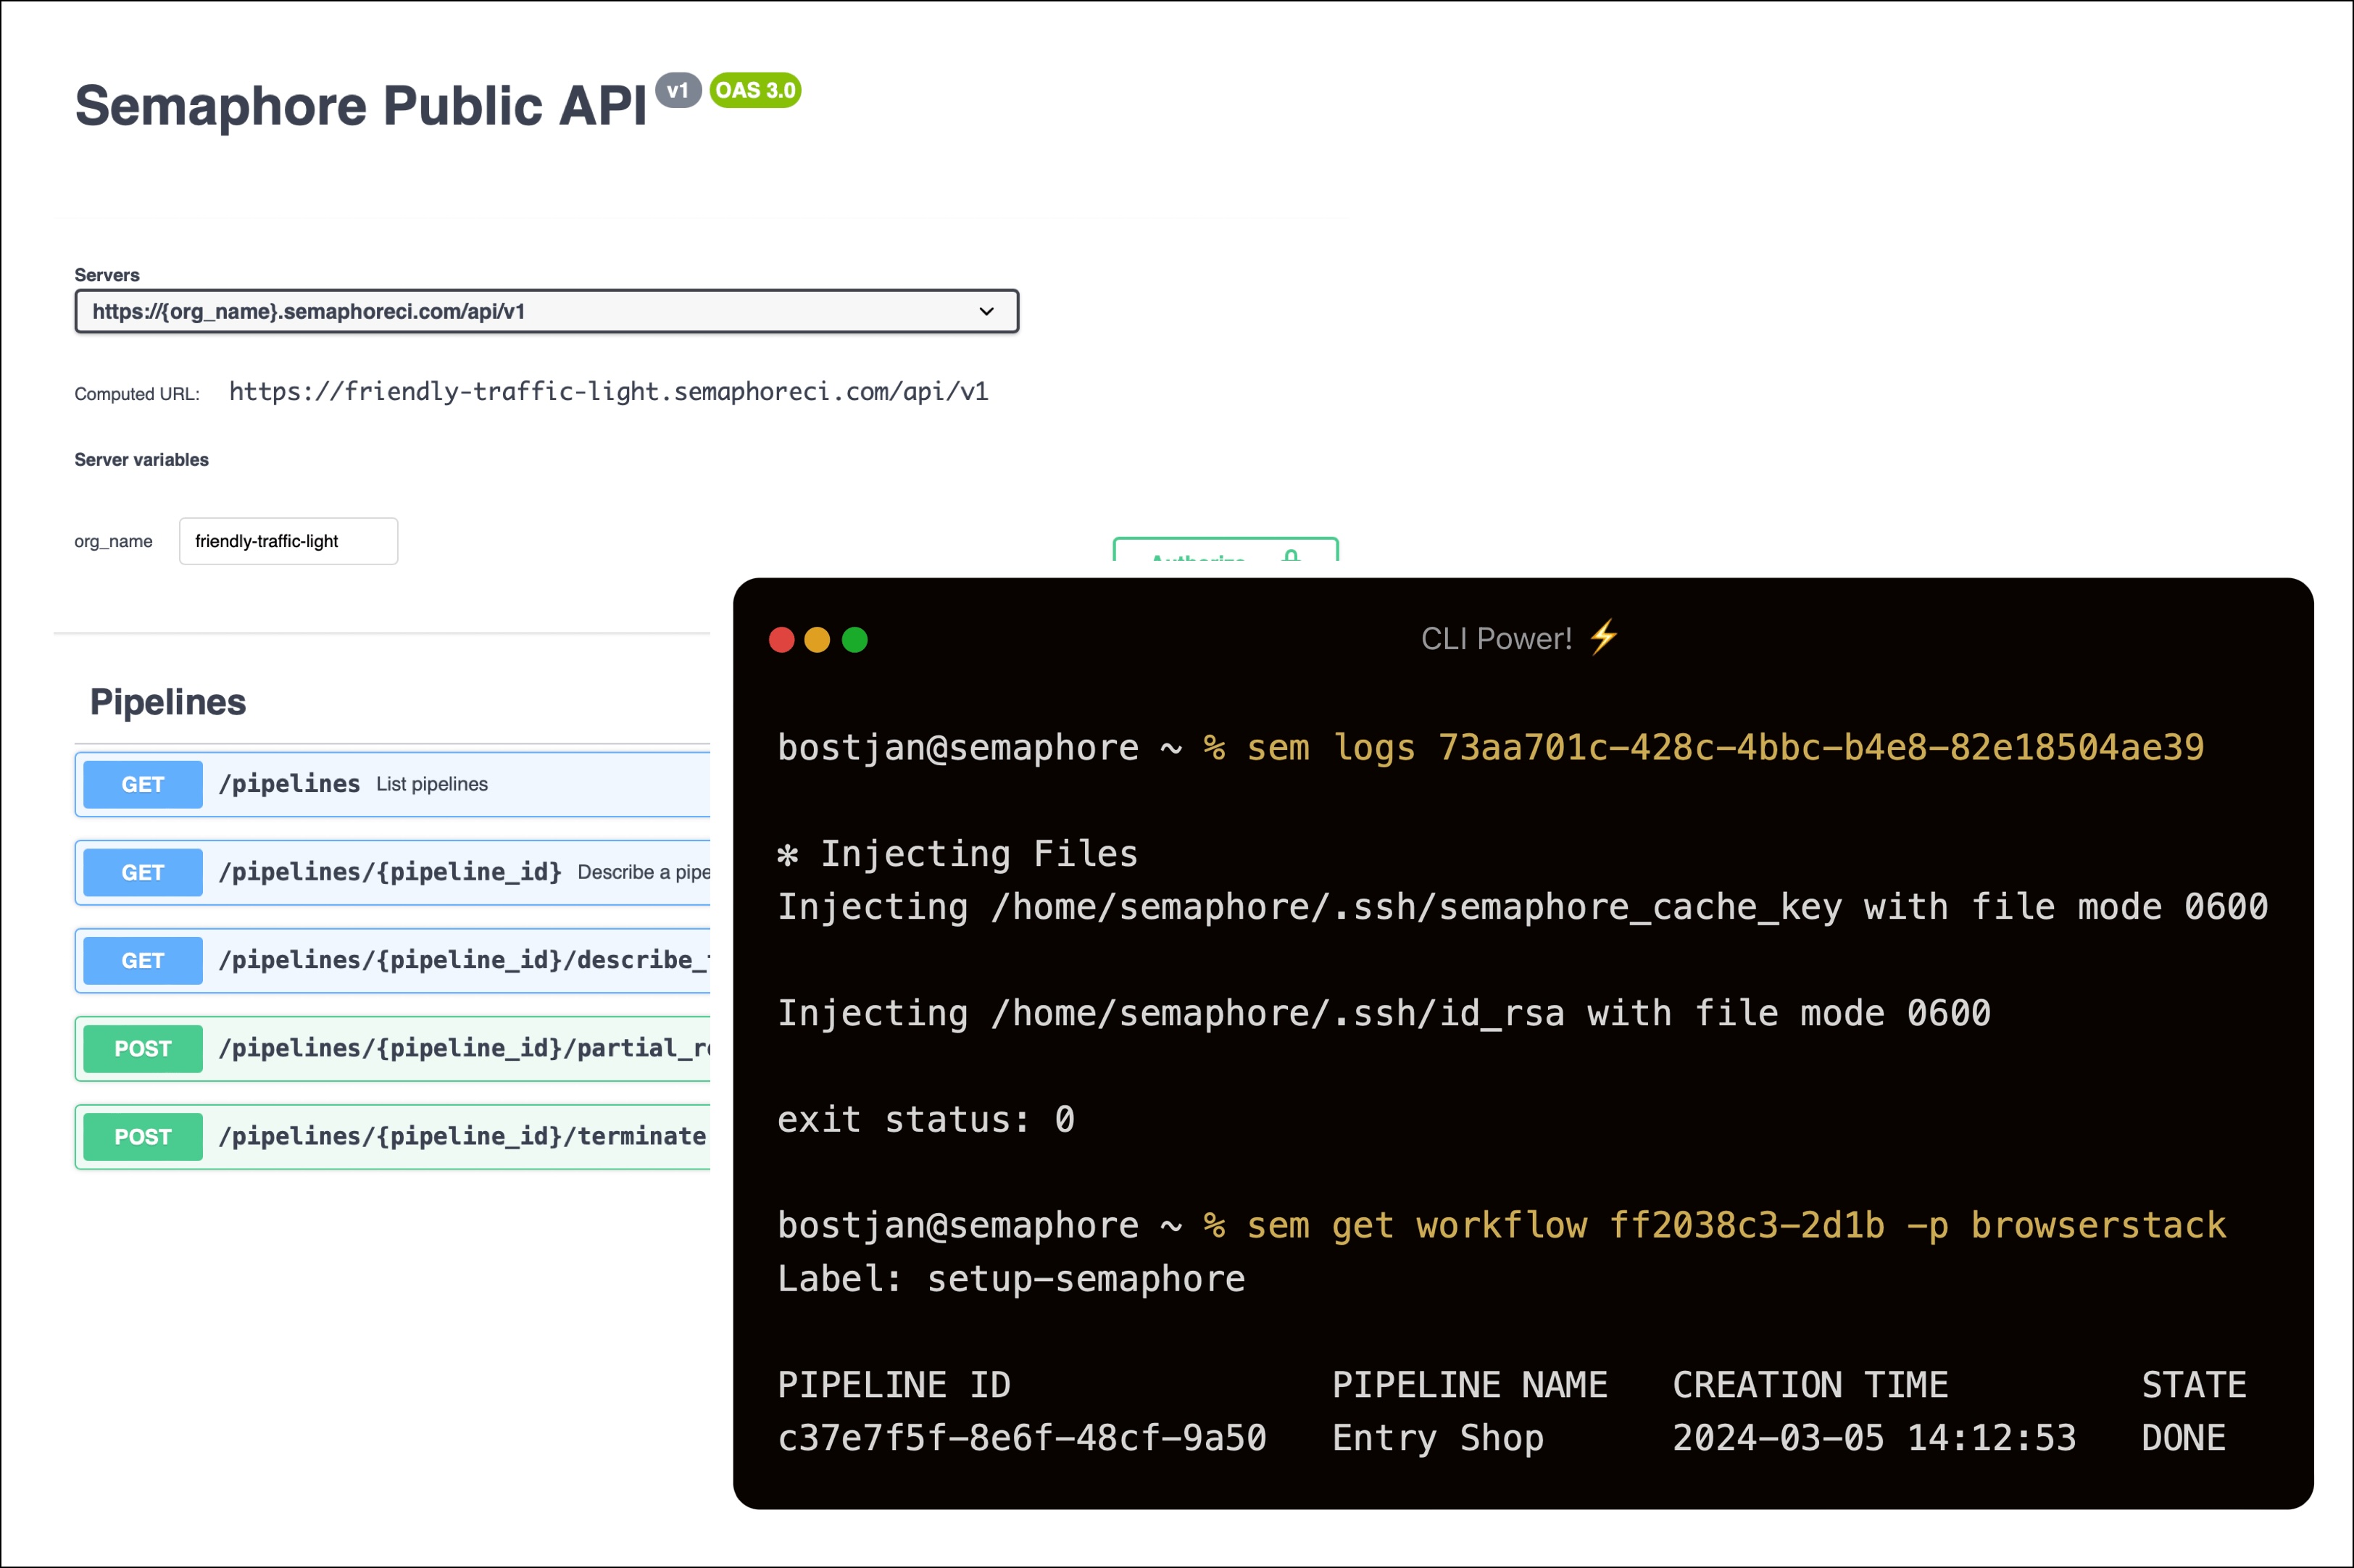 Semaphore Public API v1 OAS 3.0
Servers
https://{org_name}.semaphoreci.com/api/v1
Computed URL: https://friendly-traffic-light.semaphoreci.com/api/v1
Server variables
org_name friendly-traffic-light
Authorize
Pipelines
GET /pipelines List pipelines
GET /pipelines/{pipeline_id} Describe a pipe
GET /pipelines/{pipeline_id}/describe_
POST /pipelines/{pipeline_id}/partial_r
POST /pipelines/{pipeline_id}/terminate
CLI Power! ⚡
bostjan@semaphore ~ % sem logs 73aa701c-428c-4bbc-b4e8-82e18504ae39
✻ Injecting Files
Injecting /home/semaphore/.ssh/semaphore_cache_key with file mode 0600
Injecting /home/semaphore/.ssh/id_rsa with file mode 0600
exit status: 0
bostjan@semaphore ~ % sem get workflow ff2038c3-2d1b -p browserstack
Label: setup-semaphore
PIPELINE ID PIPELINE NAME CREATION TIME STATE
c37e7f5f-8e6f-48cf-9a50 Entry Shop 2024-03-05 14:12:53 DONE